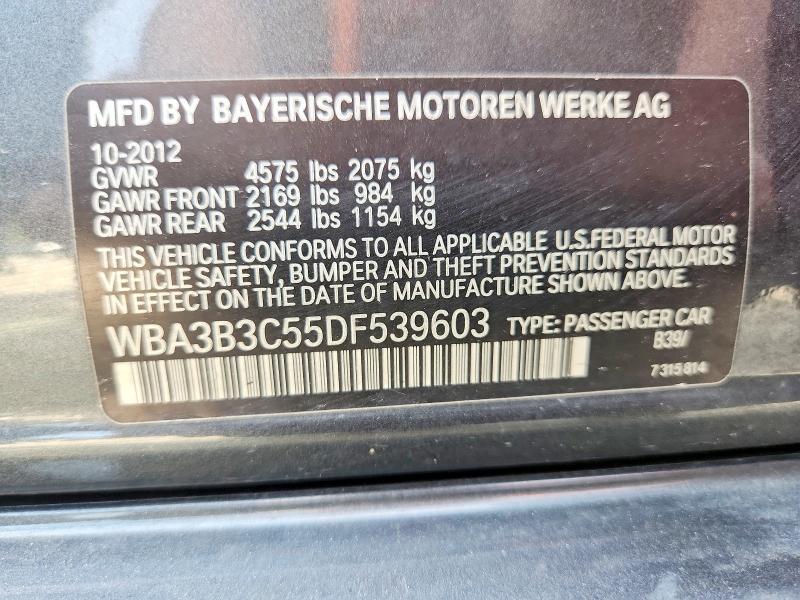 MFD BY BAYERISCHE MOTOREN WERKE AG
10-2012
GVWR 4575 lbs 2075 kg
GAWR FRONT 2169 lbs 984 kg
GAWR REAR 2544 lbs 1154 kg
THIS VEHICLE CONFORMS TO ALL APPLICABLE U.S.FEDERAL MOTOR
VEHICLE SAFETY, BUMPER AND THEFT PREVENTION STANDARDS
IN EFFECT ON THE DATE OF MANUFACTURE SHOWN ABOVE.
WBA3B3C55DF539603 TYPE: PASSENGER CAR
B39/
7315814